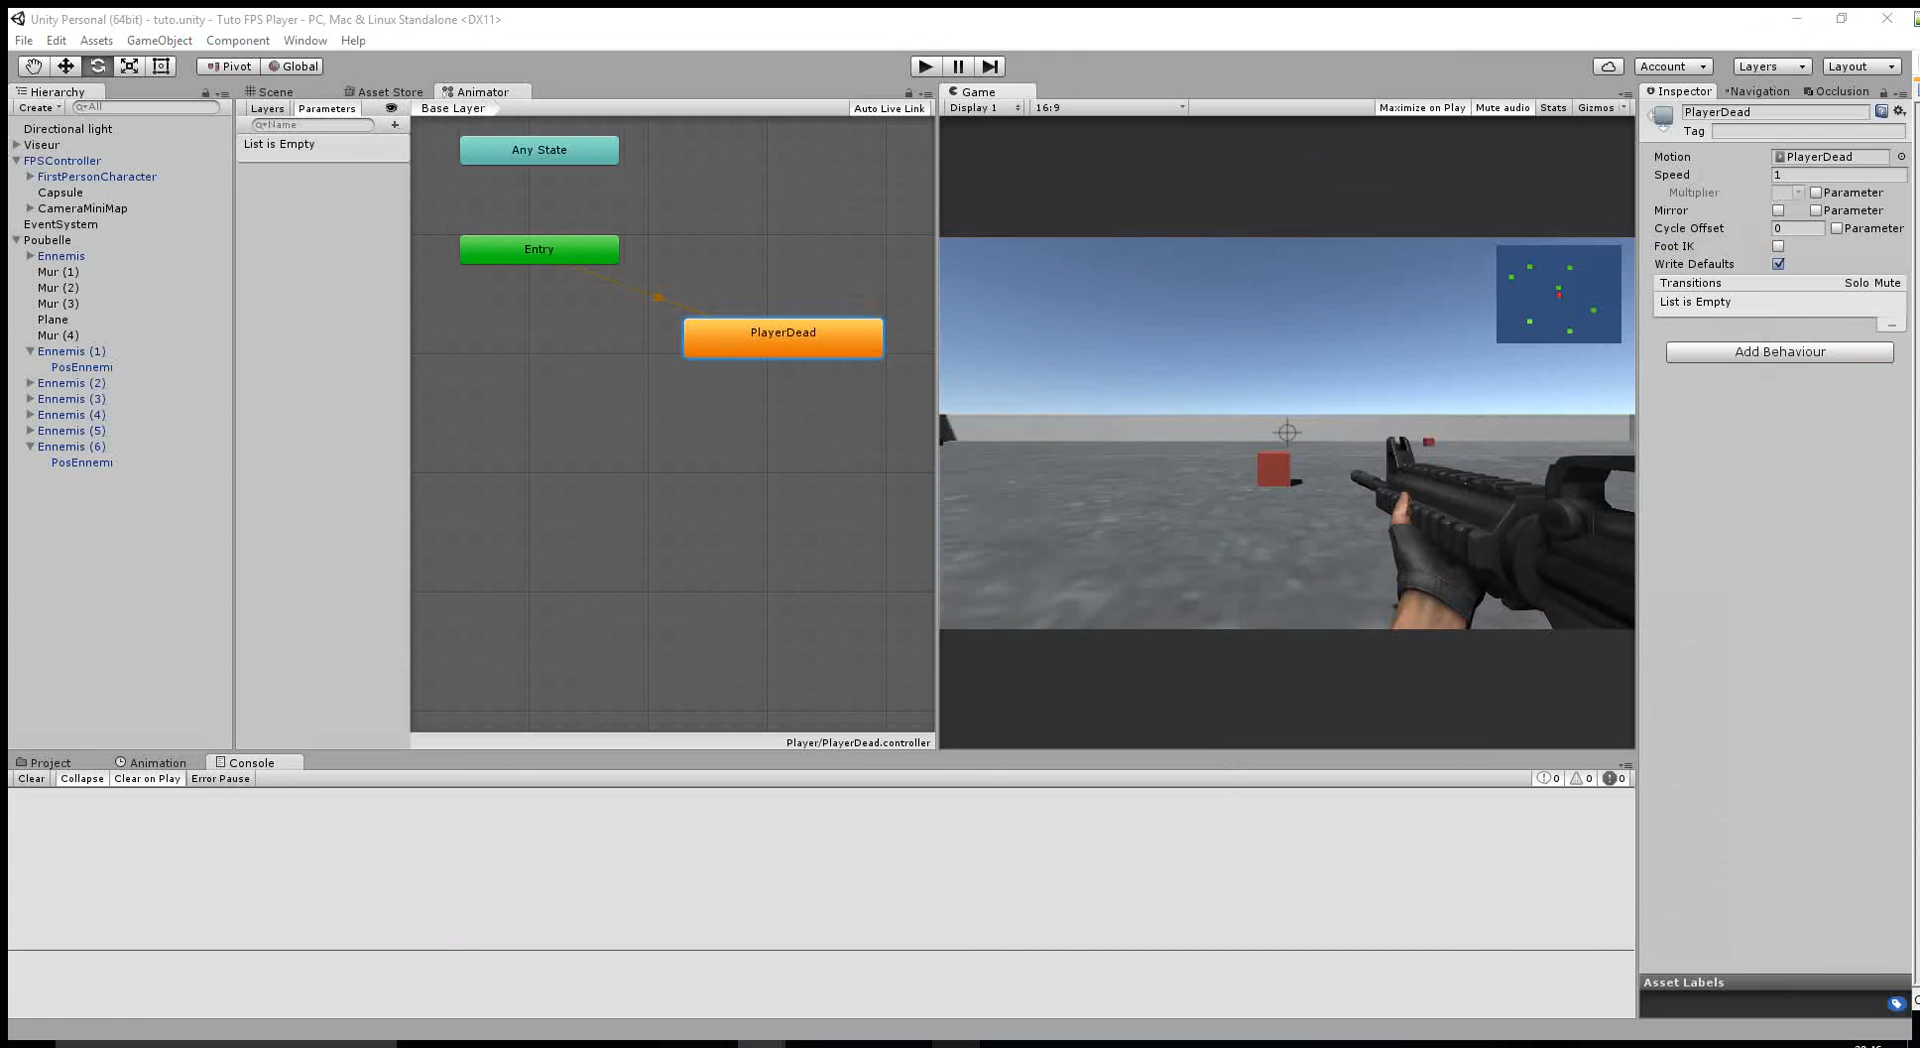 Unity Personal (64bit) - tuto.unity - Tuto FPS Player - PC, Mac & Linux Standalone <DX11>
File Edit Assets GameObject Component Window Help
Pivot Global Account Layers Layout
Hierarchy
Create All
Directional light
Viseur
FPSController
FirstPersonCharacter
Capsule
CameraMiniMap
EventSystem
Poubelle
Ennemis
Mur (1)
Mur (2)
Mur (3)
Plane
Mur (4)
Ennemis (1)
PosEnnemi
Ennemis (2)
Ennemis (3)
Ennemis (4)
Ennemis (5)
Ennemis (6)
PosEnnemi
Scene Asset Store Animator
Layers Parameters Base Layer Auto Live Link
Name
List is Empty
Any State
Entry
PlayerDead
Player/PlayerDead.controller
Game
Display 1 16:9 Maximize on Play Mute audio Stats Gizmos
Inspector Navigation Occlusion
PlayerDead
Tag
Motion PlayerDead
Speed 1
Multiplier Parameter
Mirror Parameter
Cycle Offset 0 Parameter
Foot IK
Write Defaults
Transitions Solo Mute
List is Empty
Add Behaviour
Asset Labels
Project Animation Console
Clear Collapse Clear on Play Error Pause 0 0 0